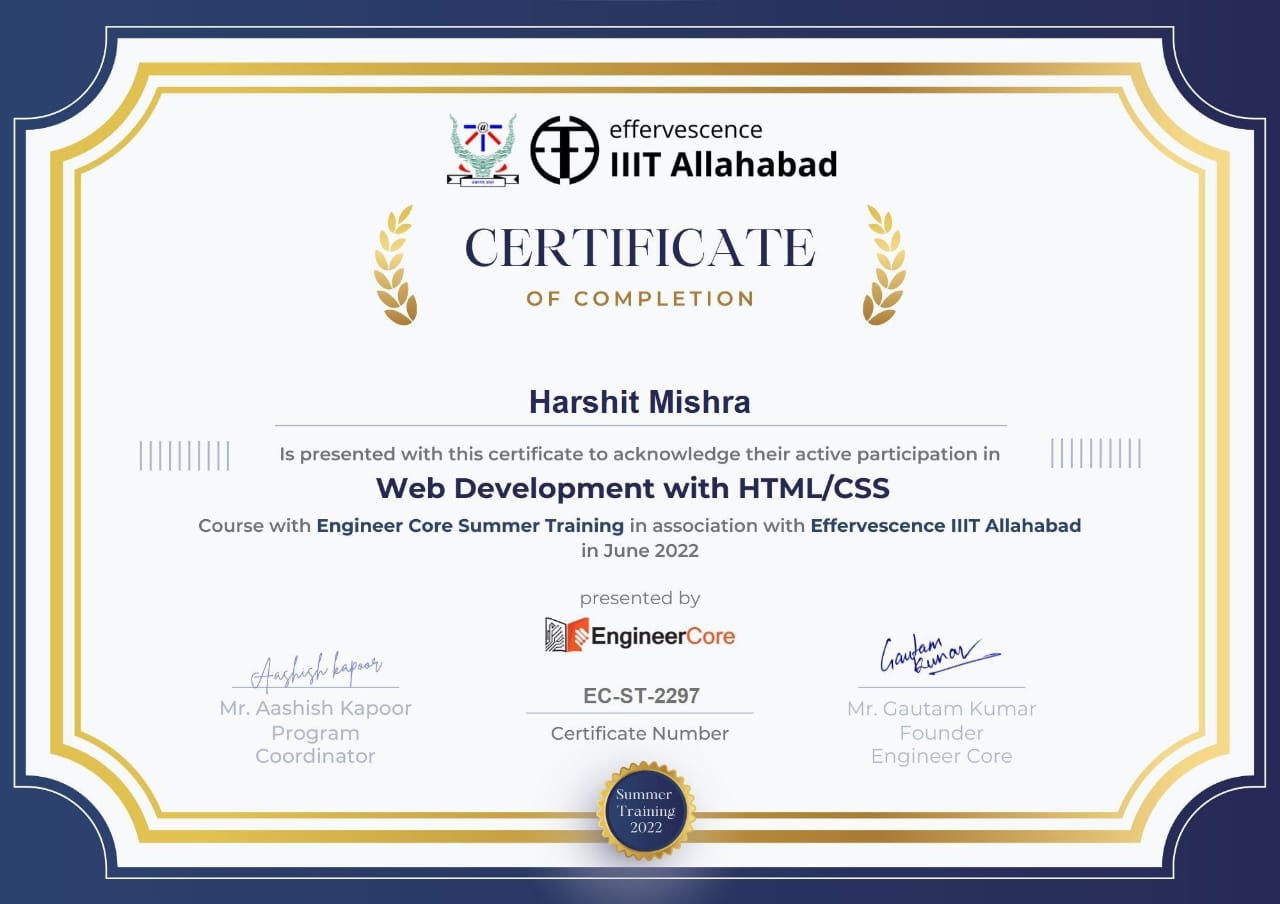 effervescence
IIIT Allahabad
CERTIFICATE
OF COMPLETION
Harshit Mishra
Is presented with this certificate to acknowledge their active participation in
Web Development with HTML/CSS
Course with Engineer Core Summer Training in association with Effervescence IIIT Allahabad
in June 2022
presented by
EngineerCore
Aashish Kapoor
Mr. Aashish Kapoor
Program
Coordinator
EC-ST-2297
Certificate Number
Gautam
Kumar
Mr. Gautam Kumar
Founder
Engineer Core
Summer
Training
2022